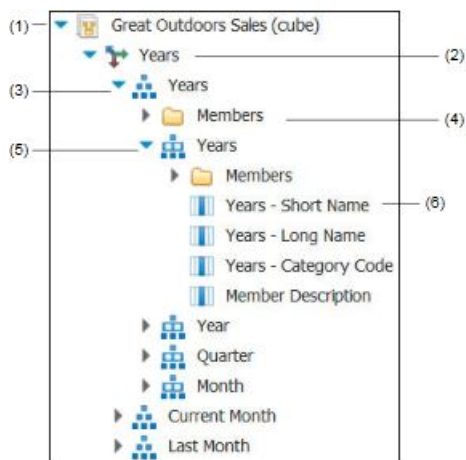 (1) Great Outdoors Sales (cube)
Years (2)
(3) Years
Members (4)
(5) Years
Members
Years - Short Name (6)
Years - Long Name
Years - Category Code
Member Description
Year
Quarter
Month
Current Month
Last Month